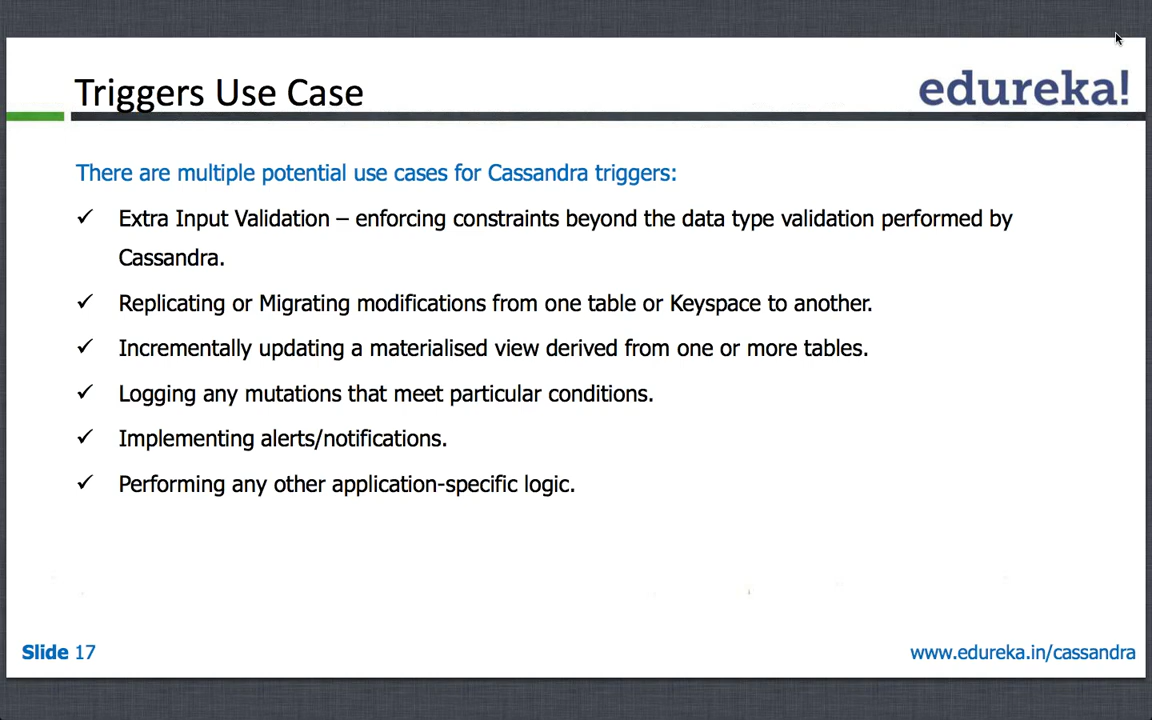 Triggers Use Case
edureka!
There are multiple potential use cases for Cassandra triggers:
✓ Extra Input Validation – enforcing constraints beyond the data type validation performed by
Cassandra.
✓ Replicating or Migrating modifications from one table or Keyspace to another.
✓ Incrementally updating a materialised view derived from one or more tables.
✓ Logging any mutations that meet particular conditions.
✓ Implementing alerts/notifications.
✓ Performing any other application-specific logic.
Slide 17
www.edureka.in/cassandra